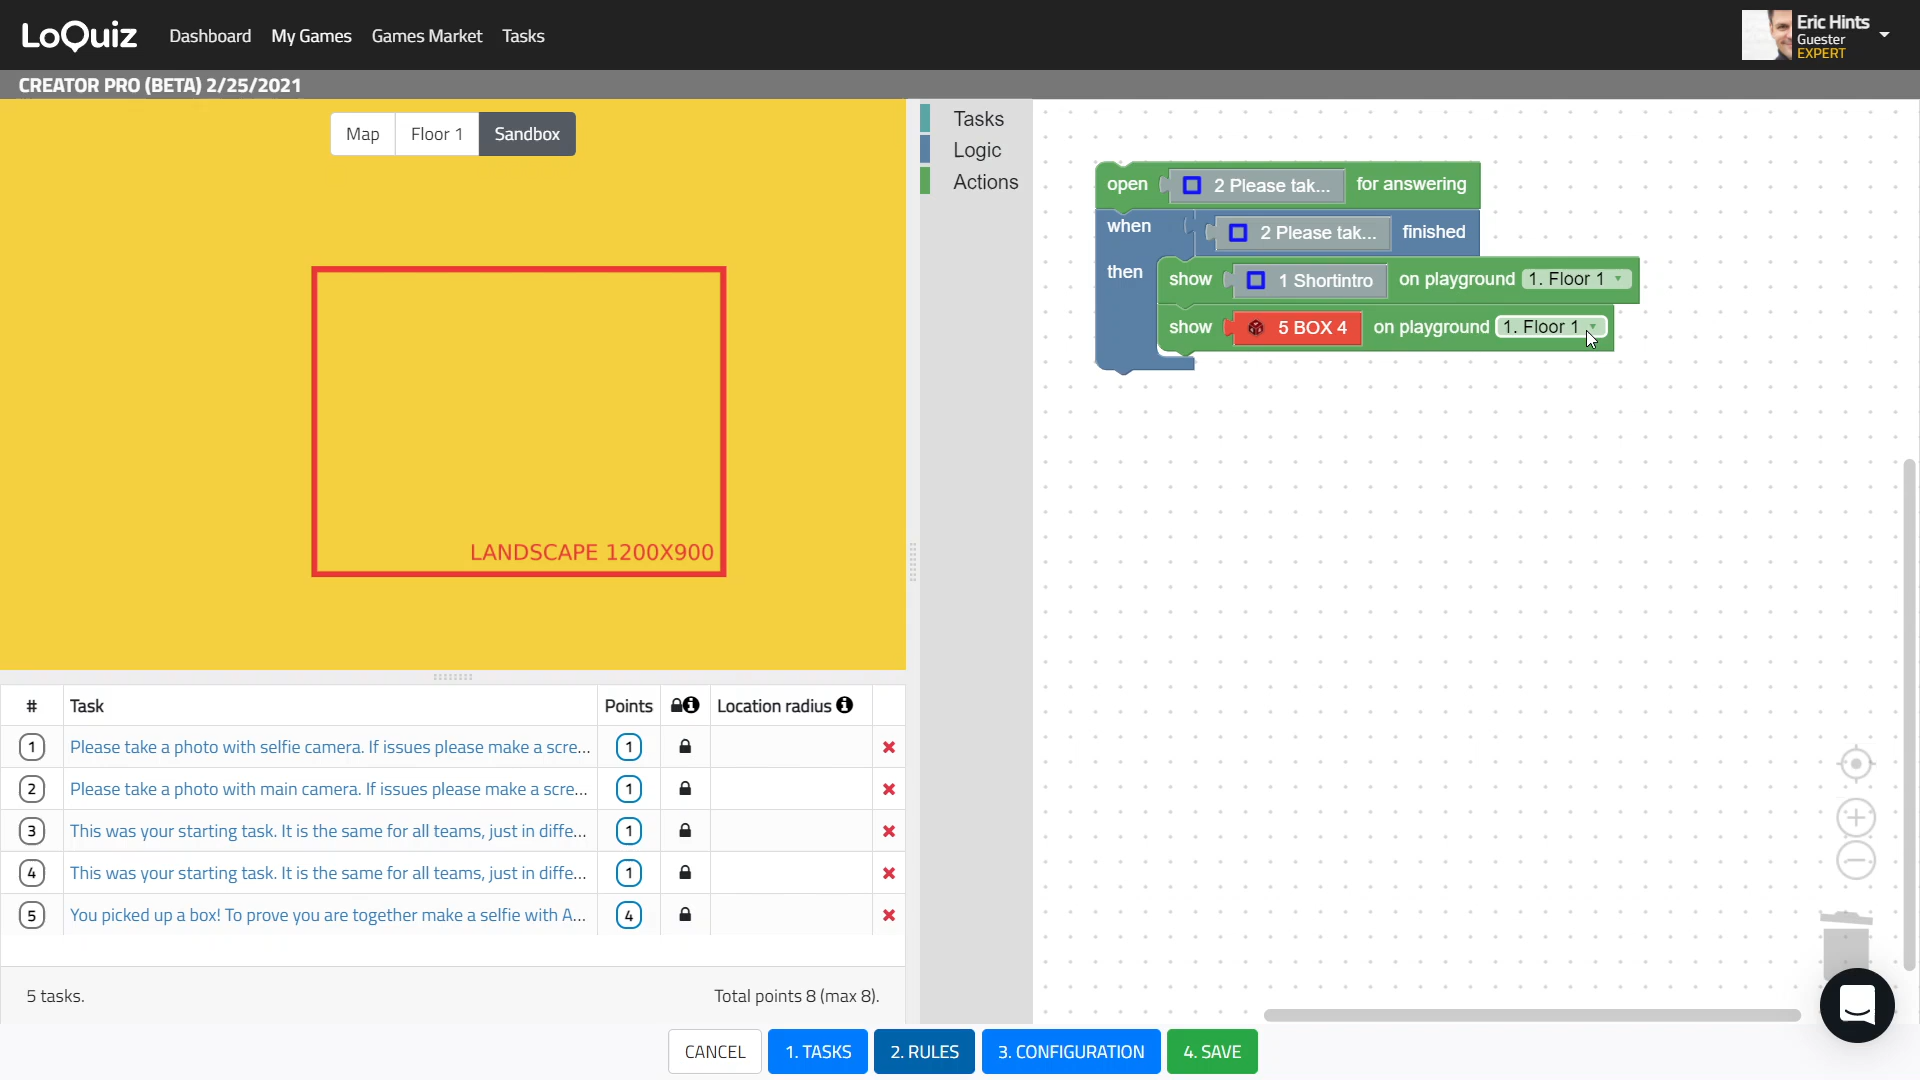 LoQuiz Dashboard My Games Games Market Tasks
Eric Hints
Guester
EXPERT
CREATOR PRO (BETA) 2/25/2021
Map Floor 1 Sandbox
LANDSCAPE 1200X900
Tasks
Logic
Actions
open 2 Please tak... for answering
when 2 Please tak... finished
then show 1 Shortintro on playground 1. Floor 1
show 5 BOX 4 on playground 1. Floor 1
# Task Points Location radius
1 Please take a photo with selfie camera. If issues please make a scre... 1
2 Please take a photo with main camera. If issues please make a scre... 1
3 This was your starting task. It is the same for all teams, just in diffe... 1
4 This was your starting task. It is the same for all teams, just in diffe... 1
5 You picked up a box! To prove you are together make a selfie with A... 4
5 tasks. Total points 8 (max 8).
CANCEL 1. TASKS 2. RULES 3. CONFIGURATION 4. SAVE